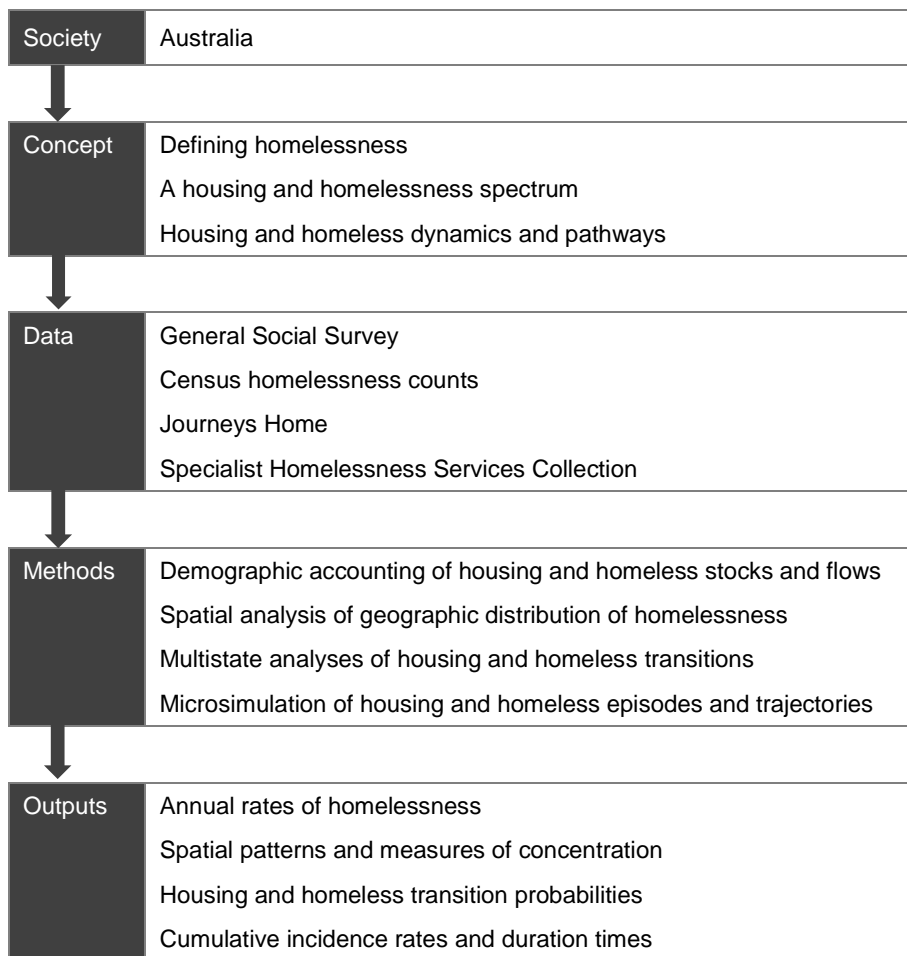 Society Australia
Concept Defining homelessness
A housing and homelessness spectrum
Housing and homeless dynamics and pathways
Data General Social Survey
Census homelessness counts
Journeys Home
Specialist Homelessness Services Collection
Methods Demographic accounting of housing and homeless stocks and flows
Spatial analysis of geographic distribution of homelessness
Multistate analyses of housing and homeless transitions
Microsimulation of housing and homeless episodes and trajectories
Outputs Annual rates of homelessness
Spatial patterns and measures of concentration
Housing and homeless transition probabilities
Cumulative incidence rates and duration times